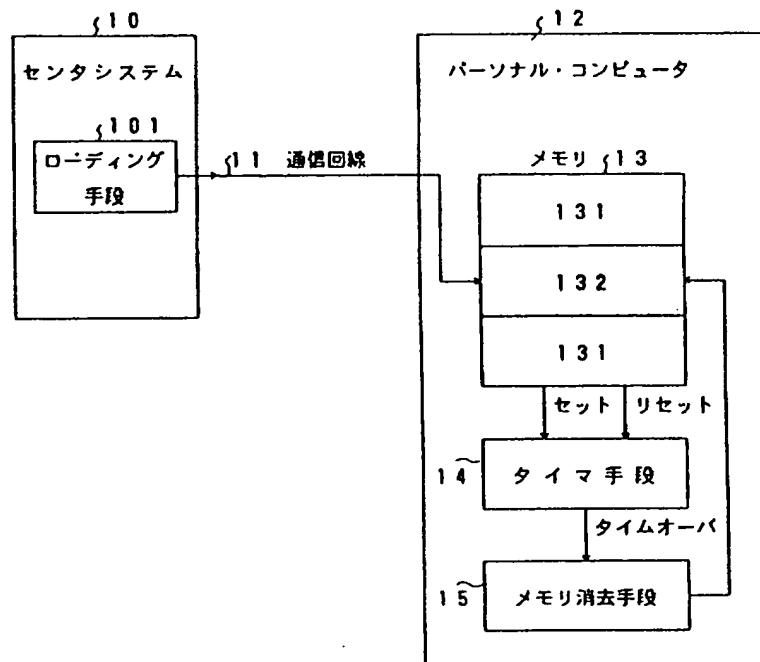 10
センタシステム
101
ローディング
手段
11 通信回線
12
パーソナル・コンピュータ
メモリ 13
131
132
131
セット リセット
14 タイマ手段
タイムオーバ
15 メモリ消去手段